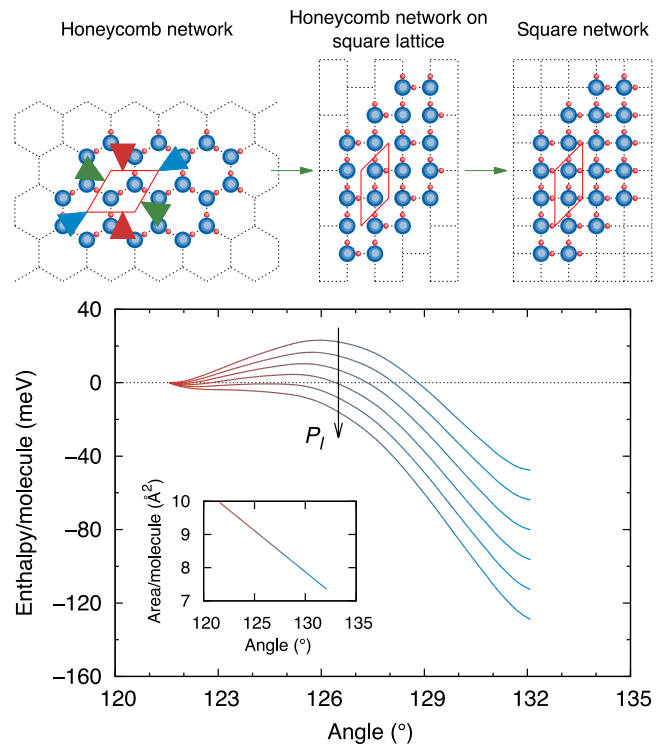 Honeycomb network
Honeycomb network on
square lattice
Square network
Enthalpy/molecule (meV)
40
0
−40
−80
−120
−160
P_l
Area/molecule (Å²)
10
9
8
7
120 125 130 135
Angle (°)
120 123 126 129 132 135
Angle (°)